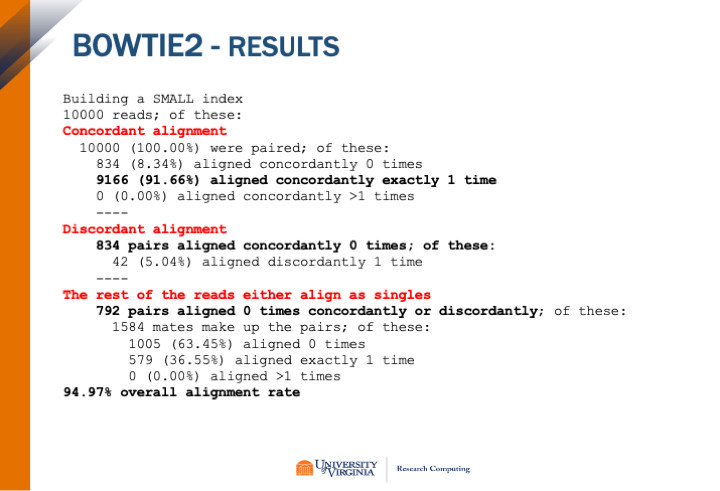 BOWTIE2 - RESULTS
Building a SMALL index
10000 reads; of these:
Concordant alignment
10000 (100.00%) were paired; of these:
834 (8.34%) aligned concordantly 0 times
9166 (91.66%) aligned concordantly exactly 1 time
0 (0.00%) aligned concordantly >1 times
----
Discordant alignment
834 pairs aligned concordantly 0 times; of these:
42 (5.04%) aligned discordantly 1 time
----
The rest of the reads either align as singles
792 pairs aligned 0 times concordantly or discordantly; of these:
1584 mates make up the pairs; of these:
1005 (63.45%) aligned 0 times
579 (36.55%) aligned exactly 1 time
0 (0.00%) aligned >1 times
94.97% overall alignment rate
UNIVERSITY of VIRGINIA
Research Computing